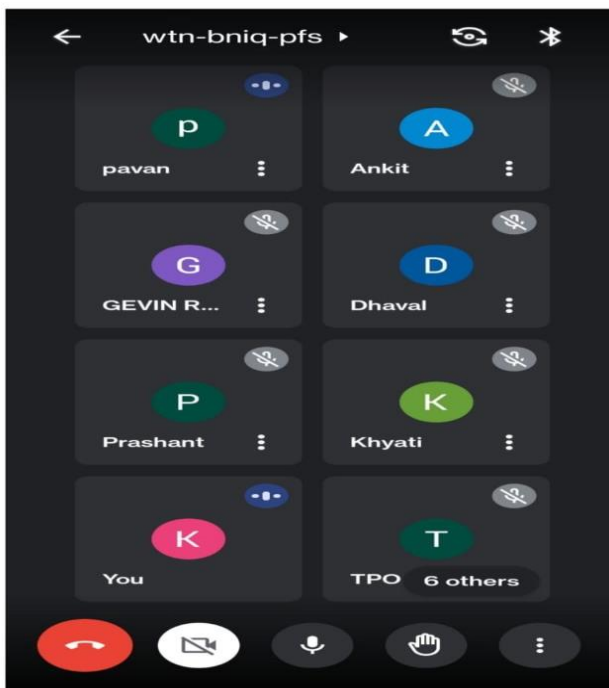 wtn-bniq-pfs
p A
pavan Ankit
G D
GEVIN R... Dhaval
P K
Prashant Khyati
K T
You TPO 6 others